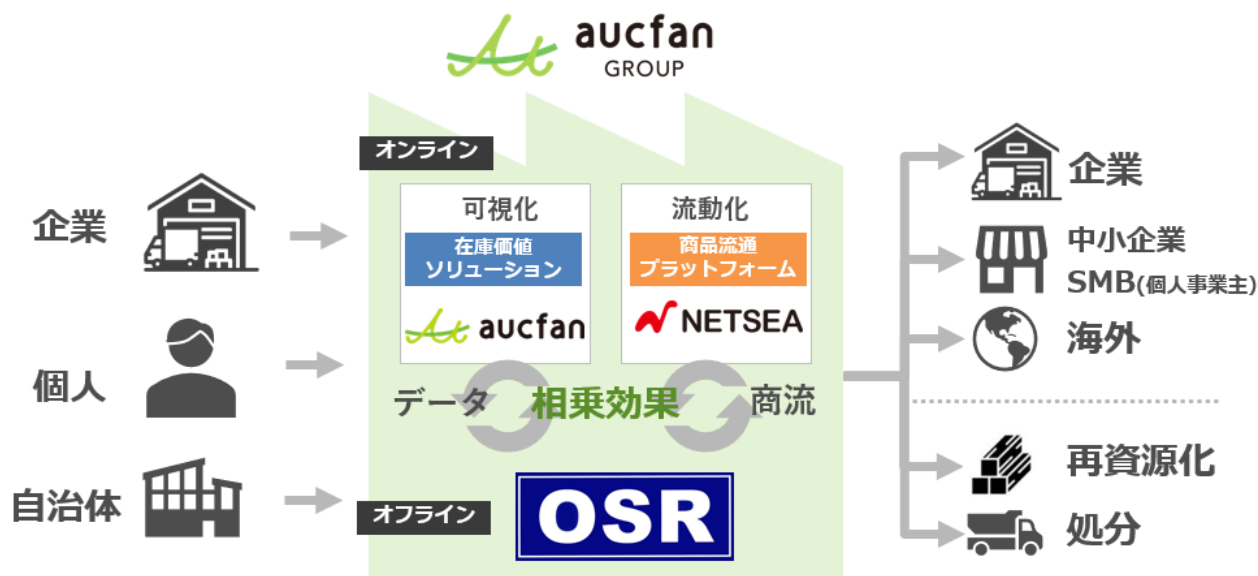 aucfan
GROUP
企業
個人
自治体
オンライン
可視化
在庫価値
ソリューション
aucfan
流動化
商品流通
プラットフォーム
NETSEA
データ
相乗効果
商流
オフライン
OSR
企業
中小企業
SMB(個人事業主)
海外
再資源化
処分